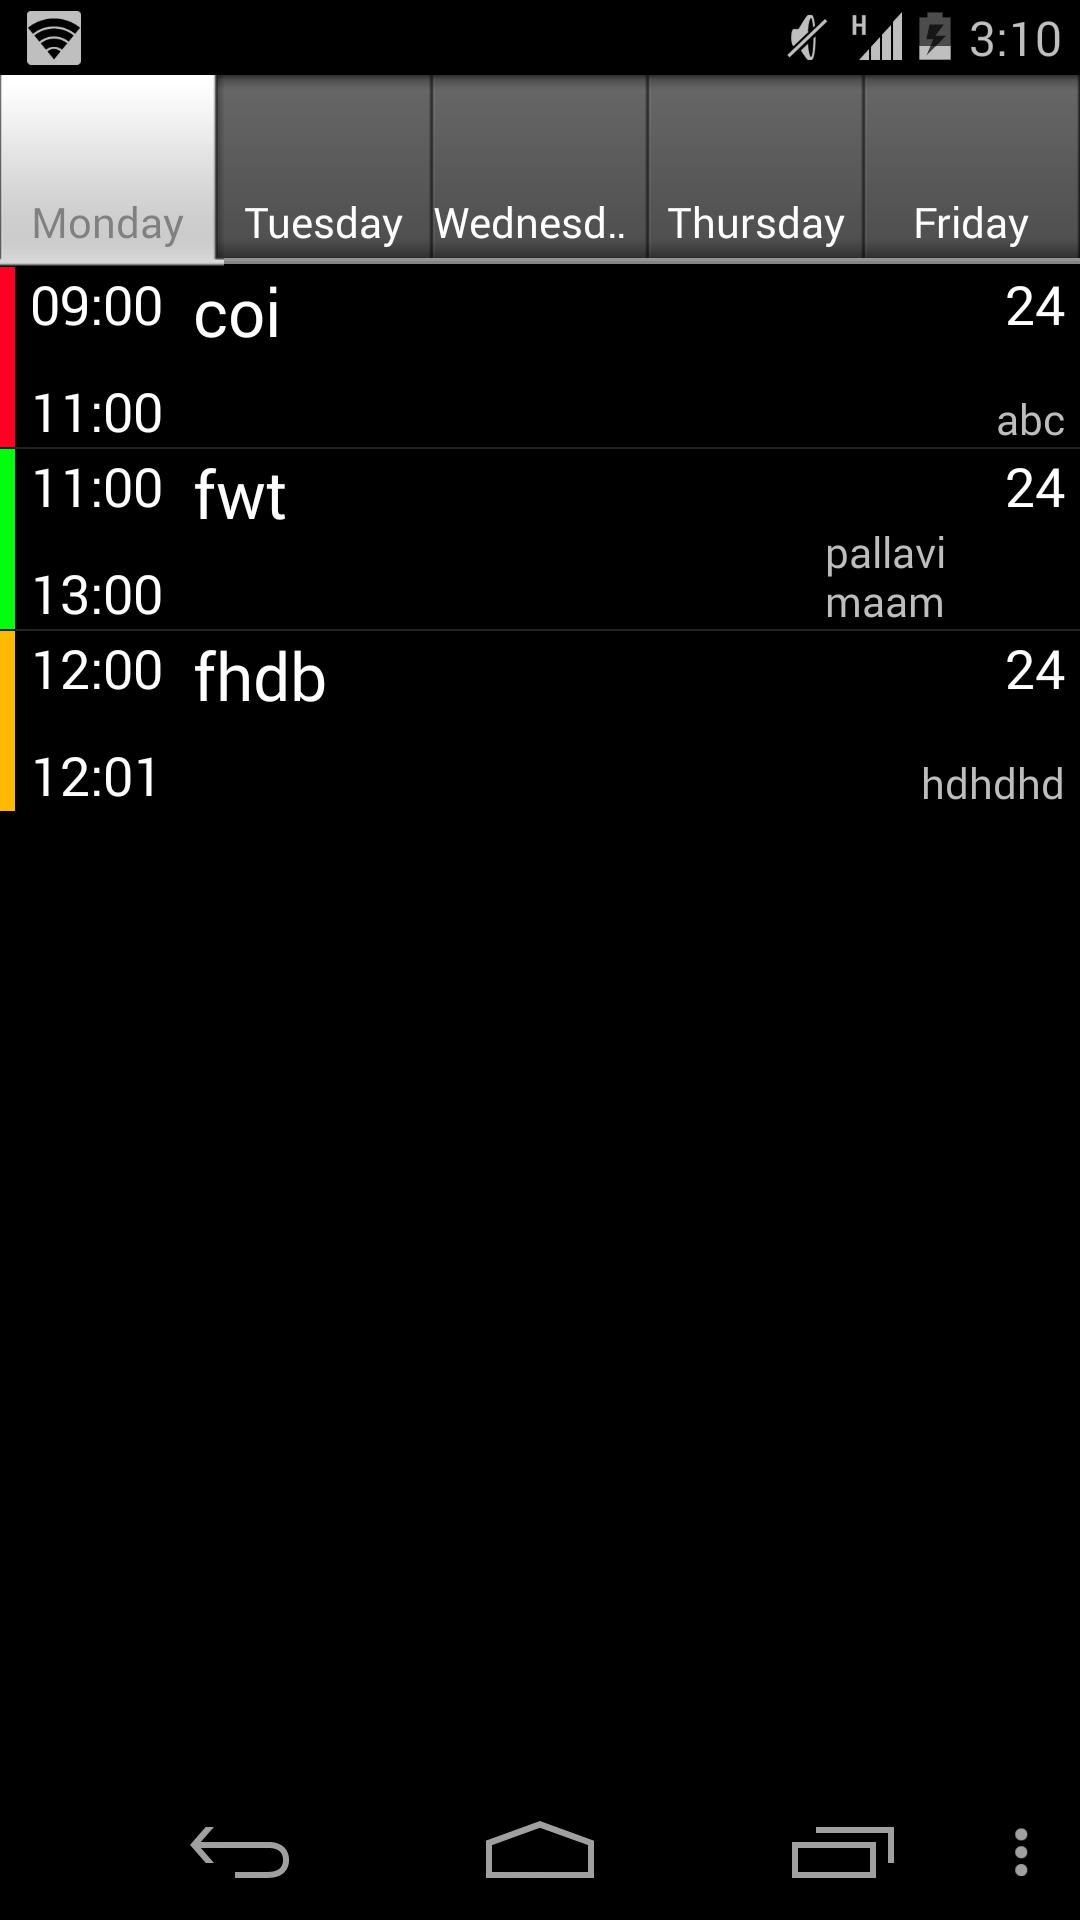 H 3:10
Monday Tuesday Wednesd.. Thursday Friday
09:00 coi 24
11:00 abc
11:00 fwt 24
pallavi
13:00 maam
12:00 fhdb 24
12:01 hdhdhd